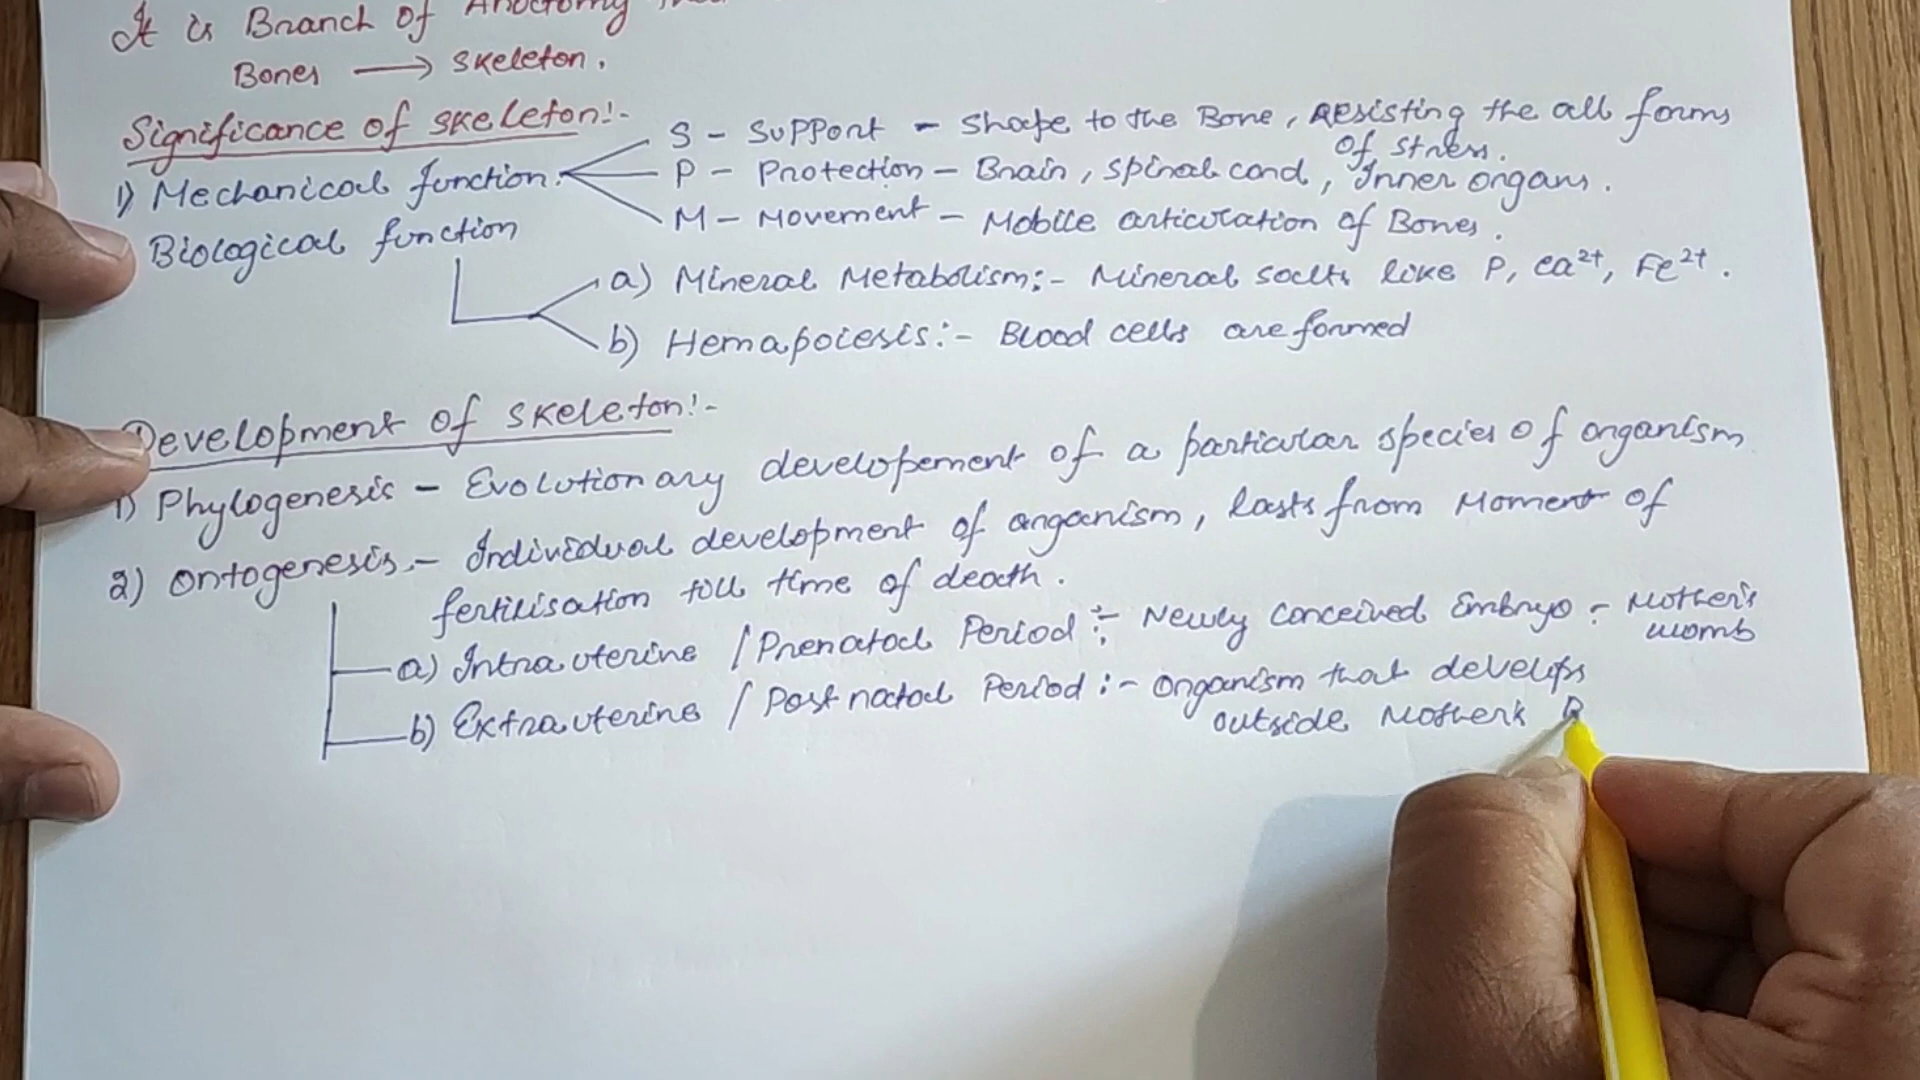 It is Branch of Anatomy
Bones → Skeleton.
Significance of skeleton:-
1) Mechanical function:
S - Support - Shape to the Bone, Resisting the all forms of stress.
P - Protection - Brain, spinal cord, Inner organs.
M - Movement - Mobile articulation of Bones.
Biological function
a) Mineral Metabolism:- Mineral salts like P, Ca²⁺, Fe²⁺.
b) Hemapoiesis:- Blood cells are formed
Development of skeleton:-
1) Phylogenesis - Evolutionary developement of a particular species of organism
2) Ontogenesis - Individual development of organism, lasts from Moment of
fertilisation till time of death.
a) Intrauterine / Prenatal Period :- Newly conceived Embryo - Mother's womb
b) Extrauterine / Postnatal Period :- organism that develops
outside Mother's B